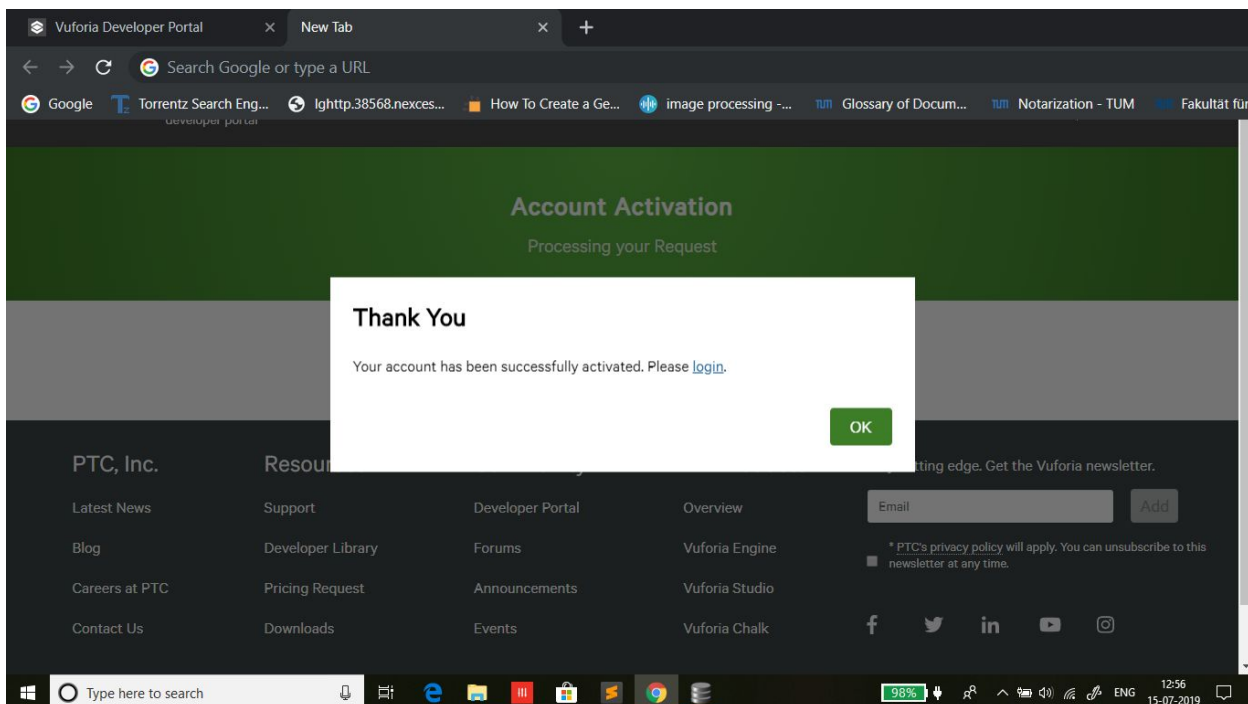 Vuforia Developer Portal
New Tab
Search Google or type a URL
Google
Torrentz Search Eng...
lghttp.38568.nexces...
How To Create a Ge...
image processing -...
Glossary of Docum...
Notarization - TUM
Fakultät für
developer portal
Account Activation
Processing your Request
Thank You
Your account has been successfully activated. Please login.
OK
PTC, Inc.
Latest News
Blog
Careers at PTC
Contact Us
Resour
Support
Developer Library
Pricing Request
Downloads
Developer Portal
Forums
Announcements
Events
Overview
Vuforia Engine
Vuforia Studio
Vuforia Chalk
tting edge. Get the Vuforia newsletter.
Email
Add
* PTC's privacy policy will apply. You can unsubscribe to this
newsletter at any time.
Type here to search
98%
ENG
12:56
15-07-2019